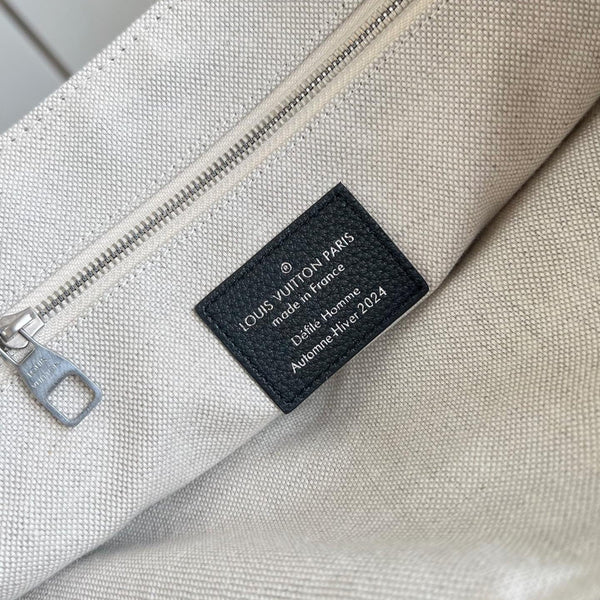 ®
LOUIS VUITTON PARIS
made in France
Défilé Homme
Automne-Hiver 2024